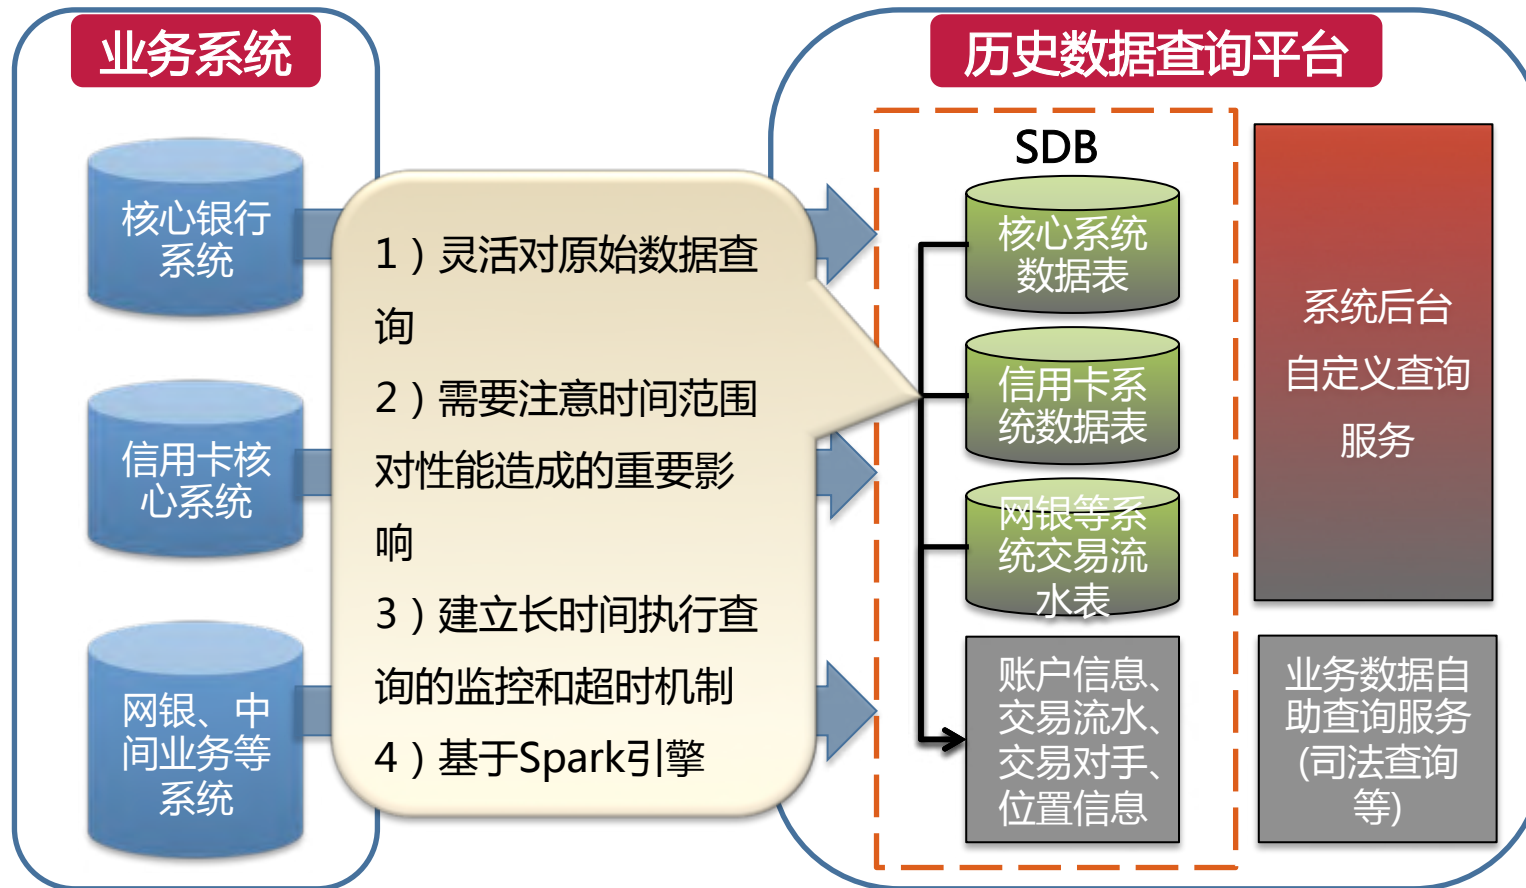 业务系统
历史数据查询平台
核心银行
系统
信用卡核
心系统
网银、中
间业务等
系统
1）灵活对原始数据查
询
2）需要注意时间范围
对性能造成的重要影
响
3）建立长时间执行查
询的监控和超时机制
4）基于Spark引擎
SDB
核心系统
数据表
信用卡系
统数据表
网银等系
统交易流
水表
账户信息、
交易流水、
交易对手、
位置信息
系统后台
自定义查询
服务
业务数据自
助查询服务
(司法查询
等)